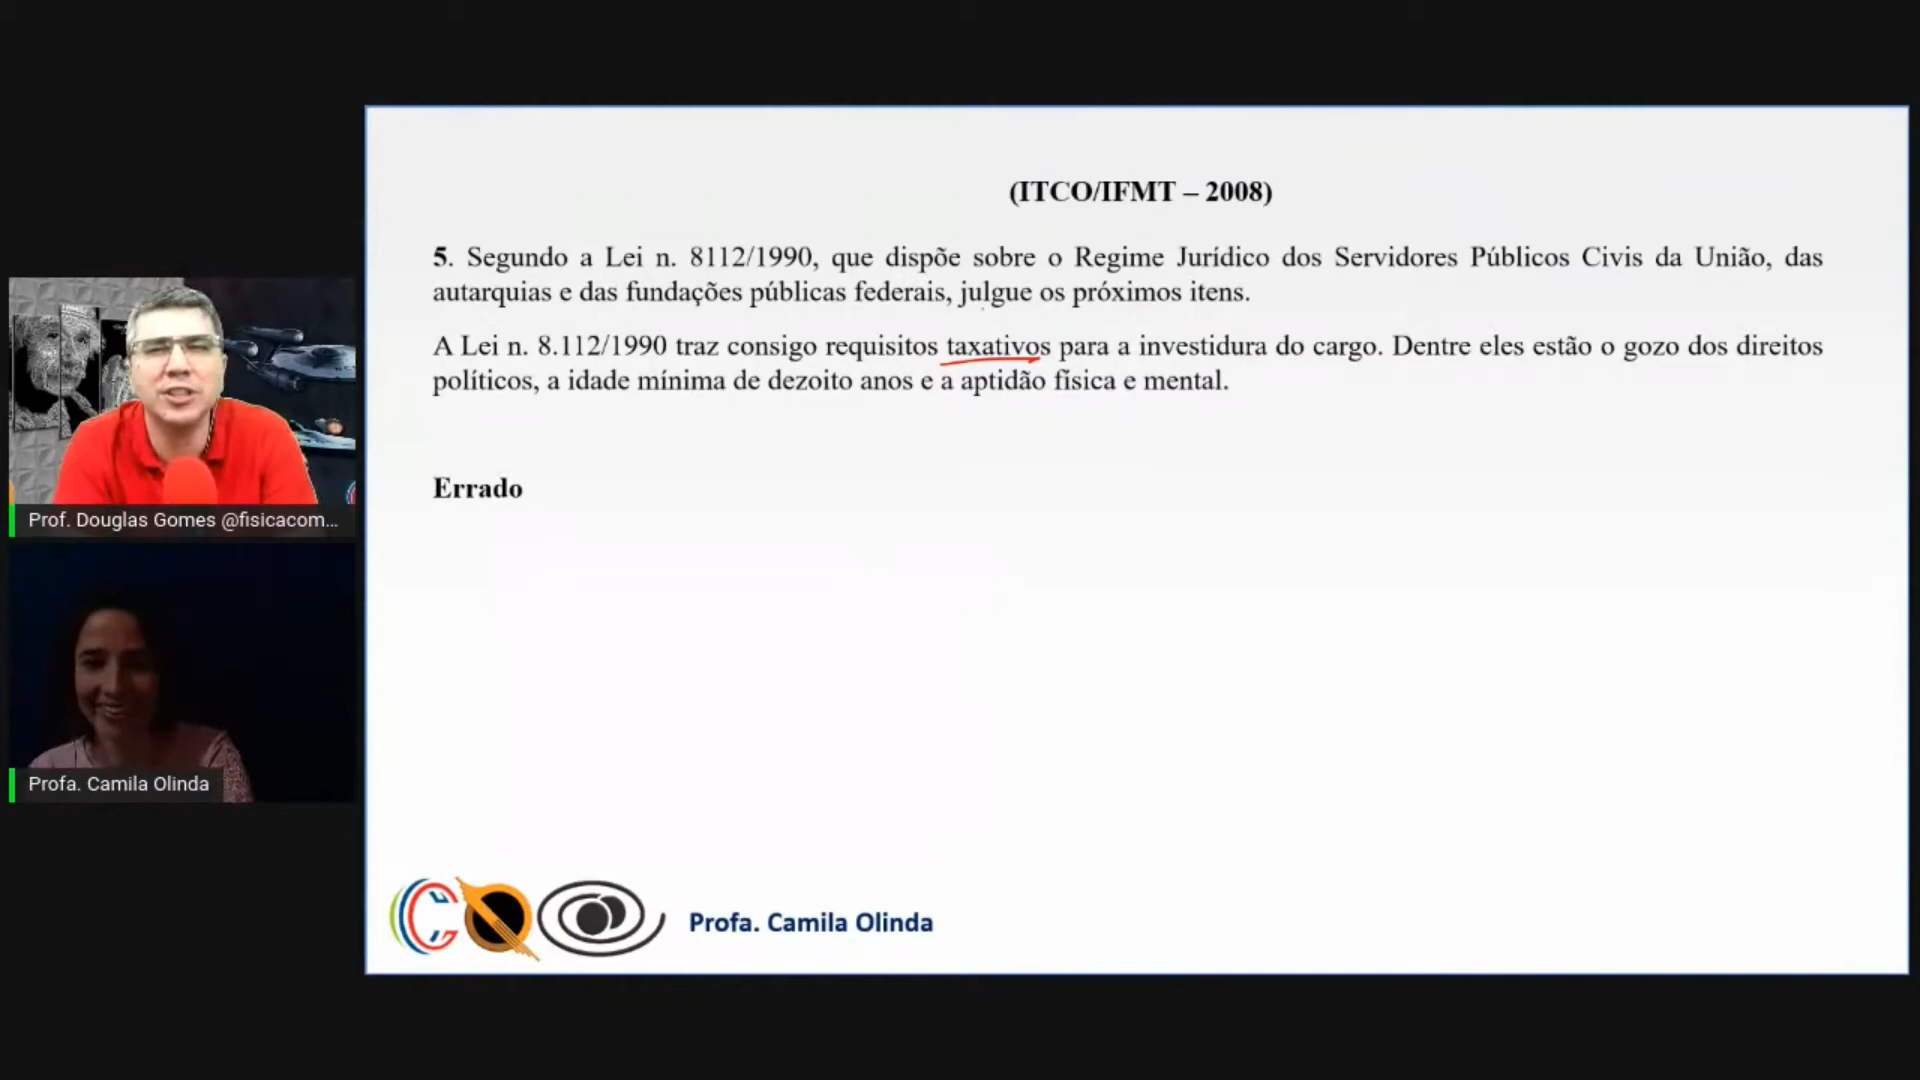 (ITCO/IFMT – 2008)
5. Segundo a Lei n. 8112/1990, que dispõe sobre o Regime Jurídico dos Servidores Públicos Civis da União, das
autarquias e das fundações públicas federais, julgue os próximos itens.
A Lei n. 8.112/1990 traz consigo requisitos taxativos para a investidura do cargo. Dentre eles estão o gozo dos direitos
políticos, a idade mínima de dezoito anos e a aptidão física e mental.
Errado
Prof. Douglas Gomes @fisicacom...
Profa. Camila Olinda
Profa. Camila Olinda